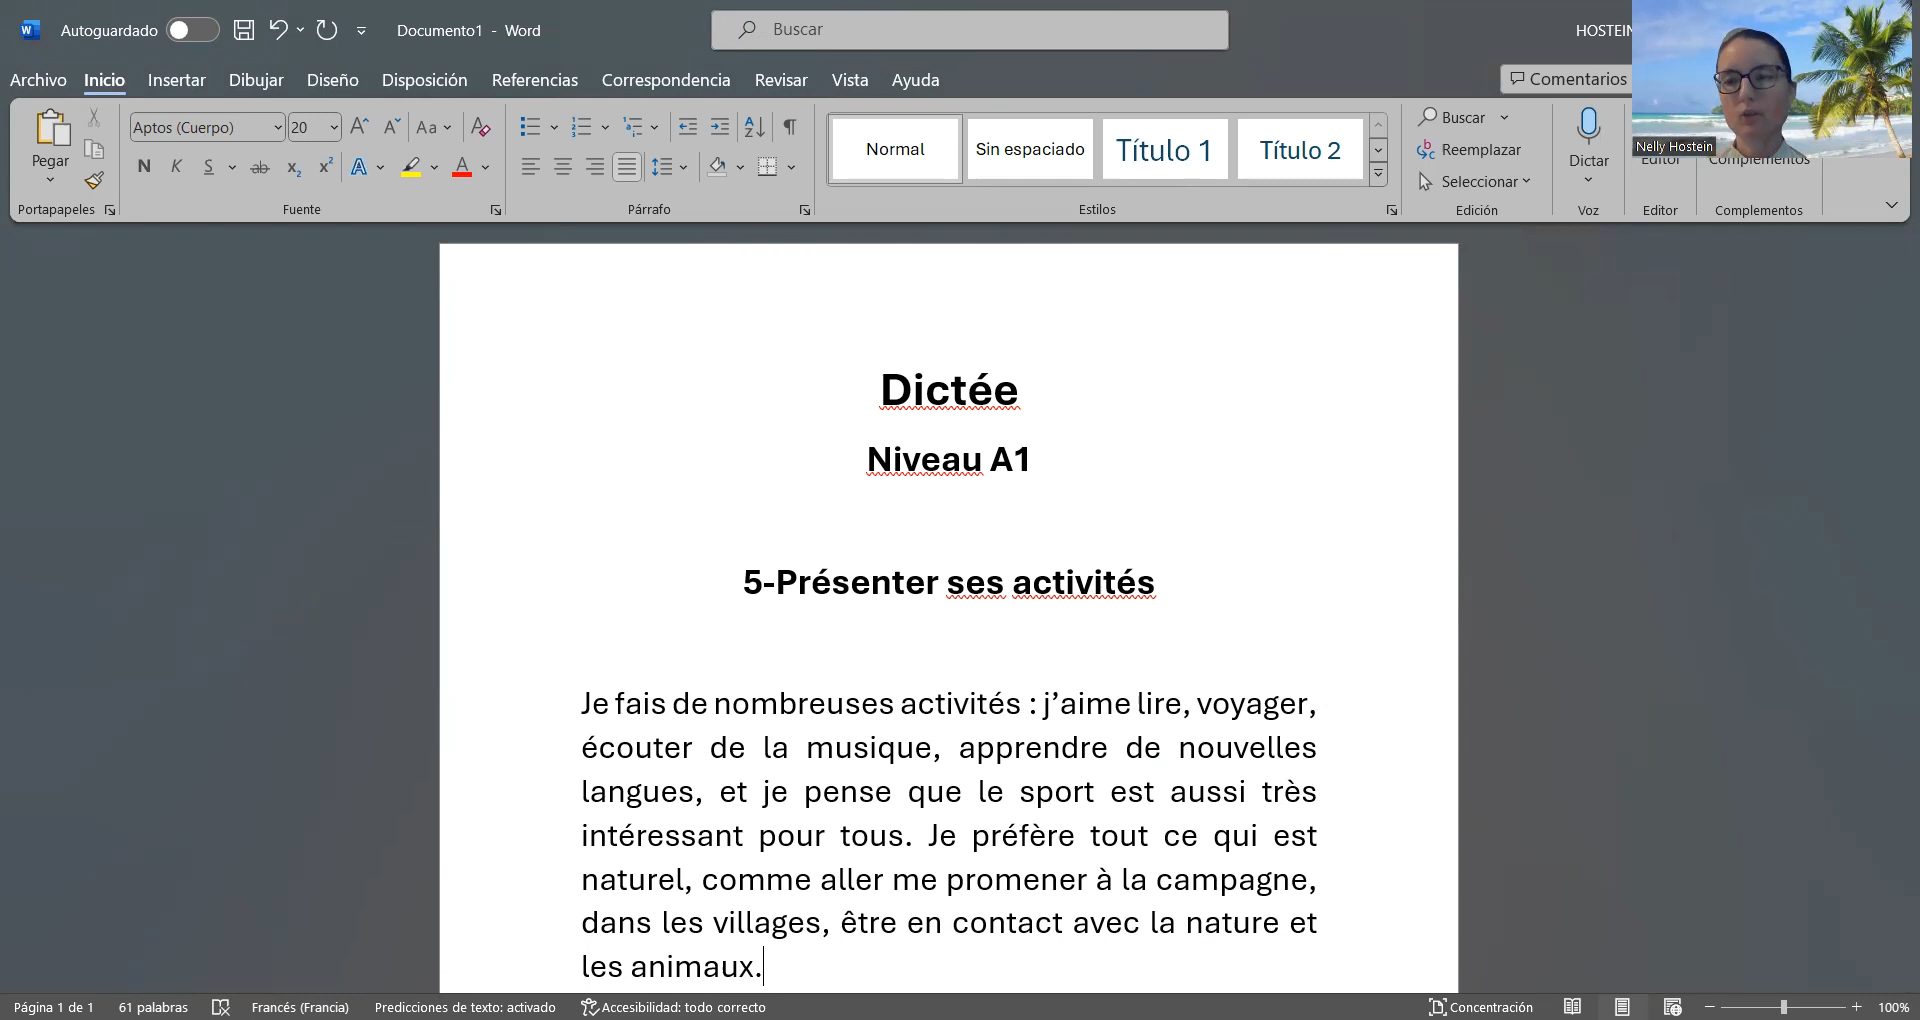 Autoguardado
Documento1 - Word
Buscar
HOSTEIN
Archivo Inicio Insertar Dibujar Diseño Disposición Referencias Correspondencia Revisar Vista Ayuda
Comentarios
Nelly Hostein
Pegar
Portapapeles
Aptos (Cuerpo) 20
Fuente
Párrafo
Normal
Sin espaciado
Título 1
Título 2
Estilos
Buscar
Reemplazar
Seleccionar
Edición
Dictar
Voz
Editor
Editor
Complementos
Complementos
Dictée
Niveau A1
5-Présenter ses activités
Je fais de nombreuses activités : j’aime lire, voyager,
écouter de la musique, apprendre de nouvelles
langues, et je pense que le sport est aussi très
intéressant pour tous. Je préfère tout ce qui est
naturel, comme aller me promener à la campagne,
dans les villages, être en contact avec la nature et
les animaux.
Página 1 de 1 61 palabras Francés (Francia) Predicciones de texto: activado Accesibilidad: todo correcto Concentración 100%